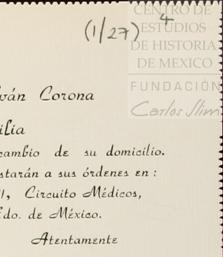 (1/27) 4
CENTRO DE
ESTUDIOS
DE HISTORIA
DE MEXICO
FUNDACIÓN
Carlos Slim
ván Corona
ilia
cambio de su domicilio.
starán a sus órdenes en :
Circuito Médicos,
do. de México.
Atentamente